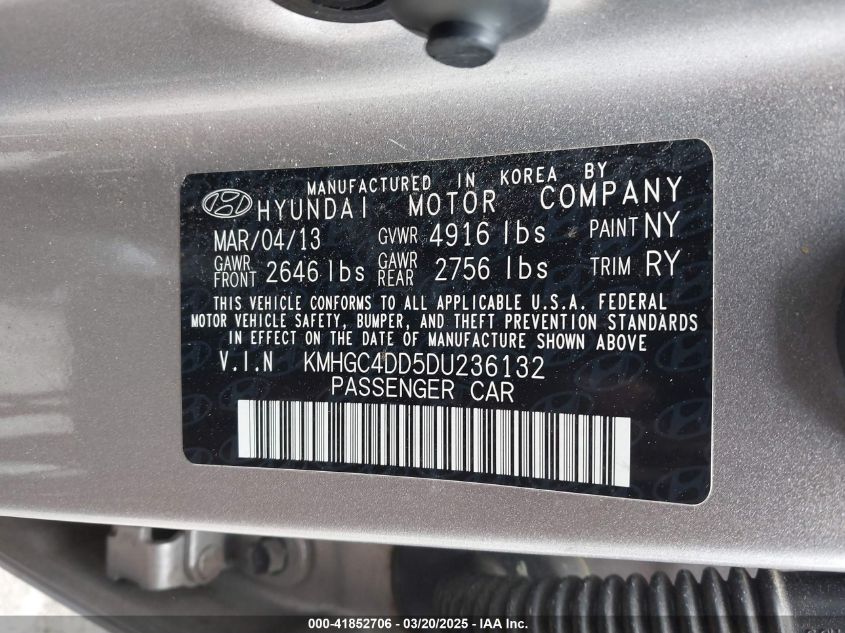 MANUFACTURED IN KOREA BY
HYUNDAI MOTOR COMPANY
MAR/04/13 GVWR 4916 lbs PAINT NY
GAWR FRONT 2646 lbs GAWR REAR 2756 lbs TRIM RY
THIS VEHICLE CONFORMS TO ALL APPLICABLE U.S.A. FEDERAL
MOTOR VEHICLE SAFETY, BUMPER, AND THEFT PREVENTION STANDARDS
IN EFFECT ON THE DATE OF MANUFACTURE SHOWN ABOVE
V.I.N KMHGC4DD5DU236132
PASSENGER CAR
000-41852706 - 03/20/2025 - IAA Inc.